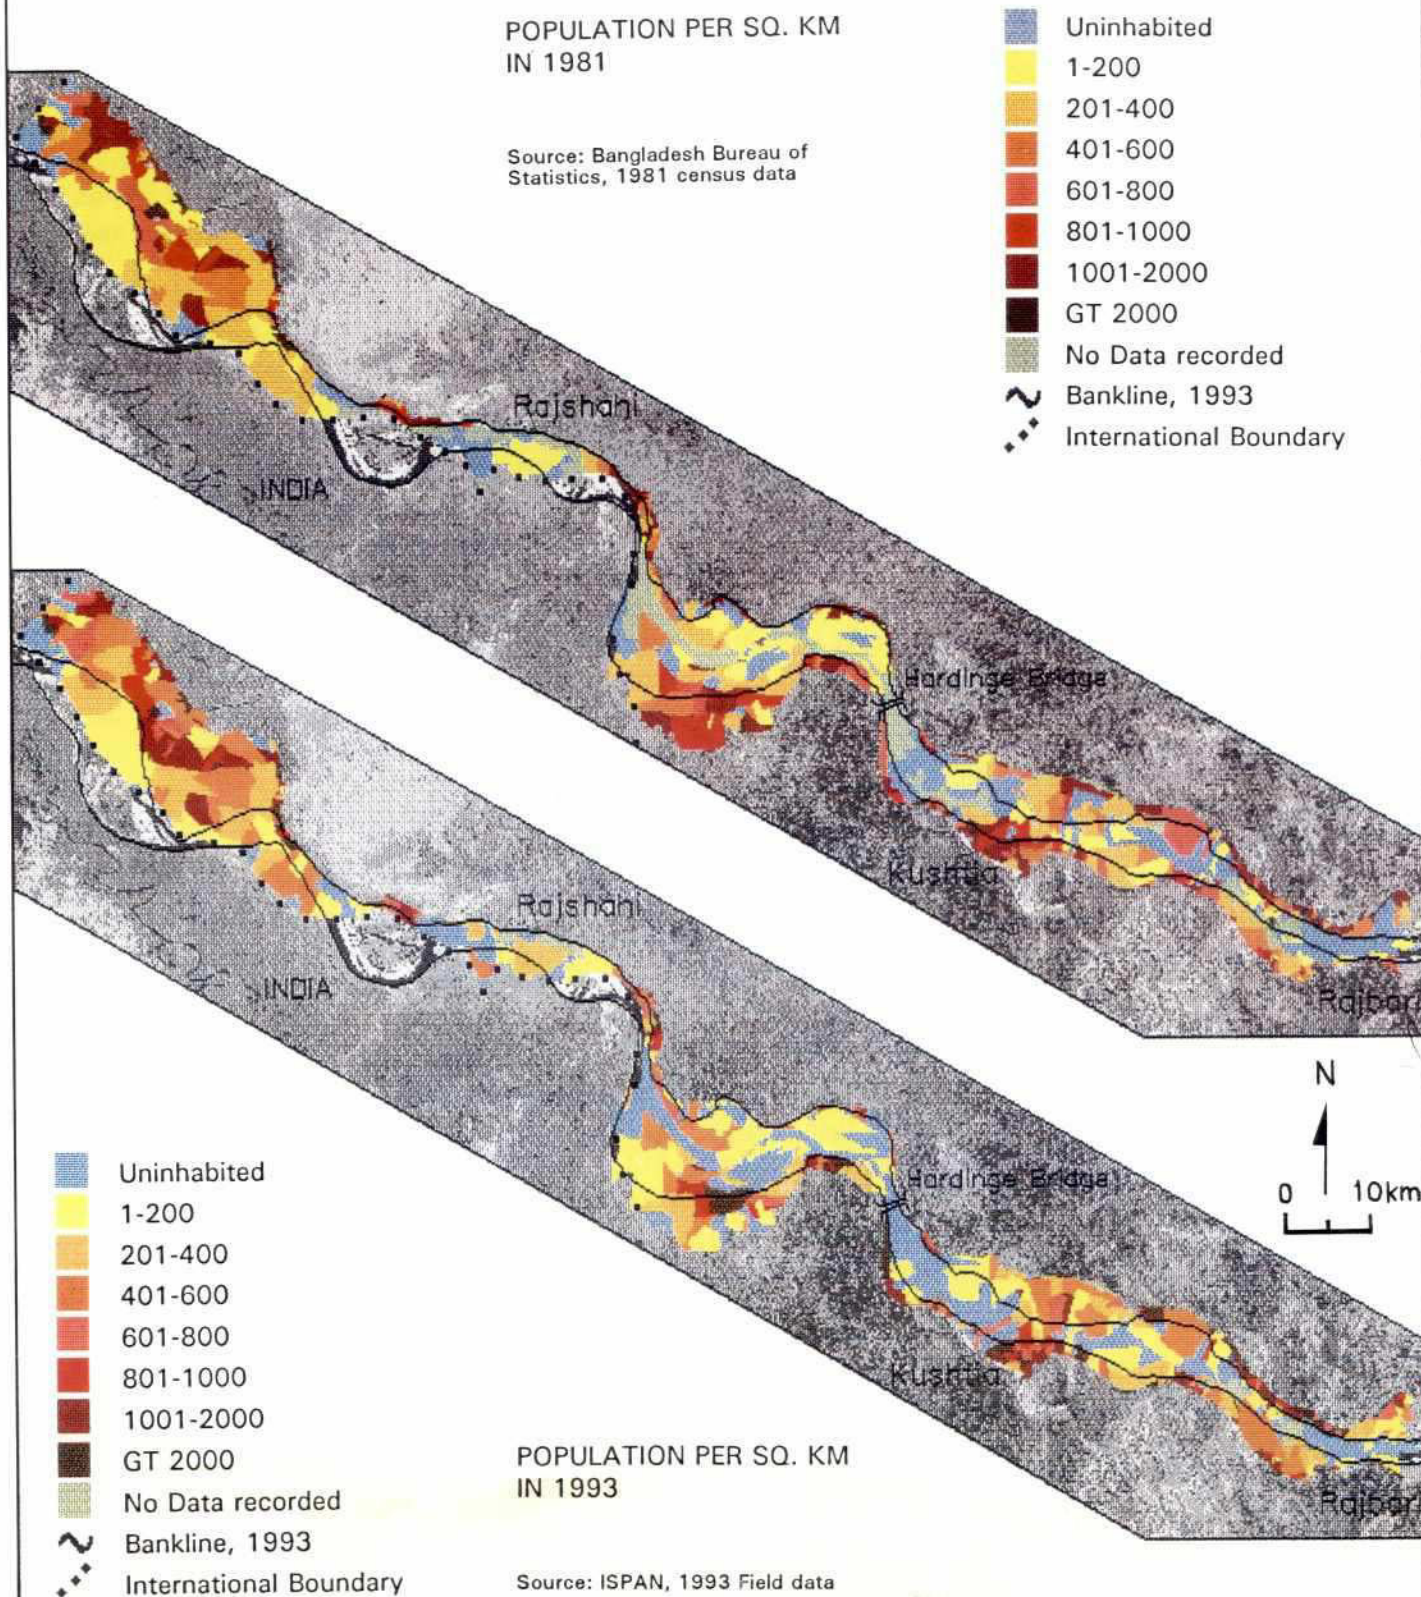 POPULATION PER SQ. KM
IN 1981
Source: Bangladesh Bureau of
Statistics, 1981 census data
Uninhabited
1-200
201-400
401-600
601-800
801-1000
1001-2000
GT 2000
No Data recorded
Bankline, 1993
International Boundary
Rajshahi
INDIA
Hardinge Bridge
Kushtia
Rajbar
N
0 10km
Rajshahi
INDIA
Hardinge Bridge
Kushtia
Rajbar
Uninhabited
1-200
201-400
401-600
601-800
801-1000
1001-2000
GT 2000
No Data recorded
Bankline, 1993
International Boundary
POPULATION PER SQ. KM
IN 1993
Source: ISPAN, 1993 Field data